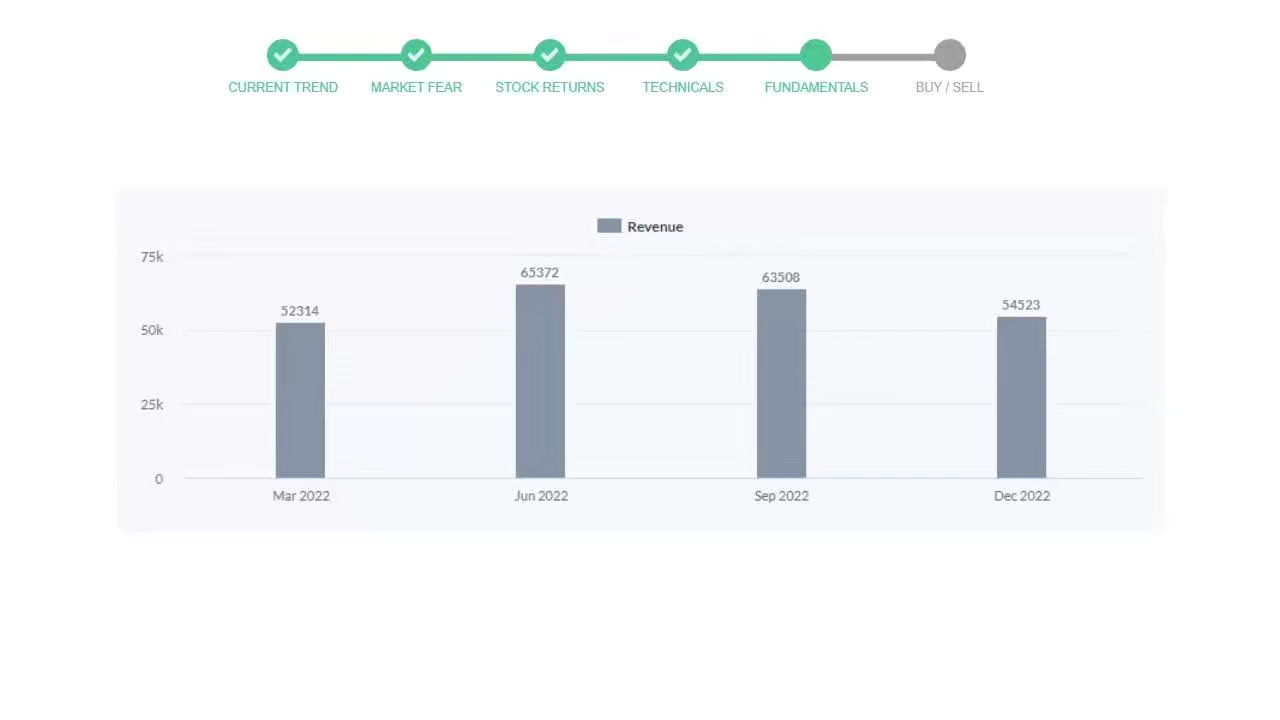 CURRENT TREND MARKET FEAR STOCK RETURNS TECHNICALS FUNDAMENTALS BUY / SELL
Revenue
75k
65372
63508
52314
54523
50k
25k
0
Mar 2022 Jun 2022 Sep 2022 Dec 2022